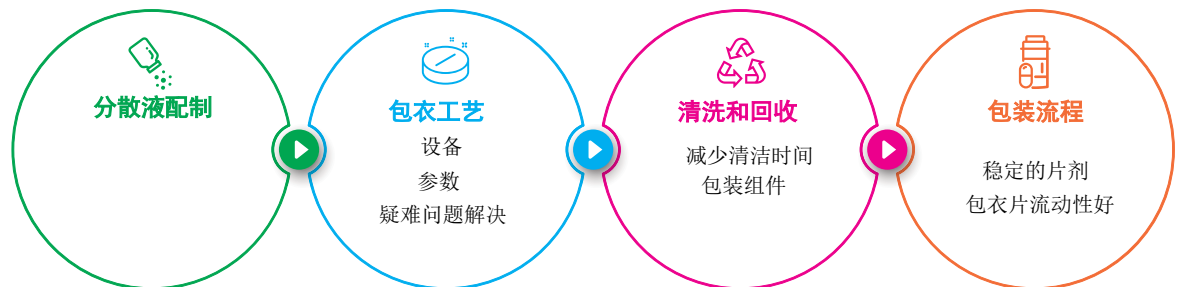 分散液配制
包衣工艺
设备
参数
疑难问题解决
清洗和回收
减少清洁时间
包装组件
包装流程
稳定的片剂
包衣片流动性好